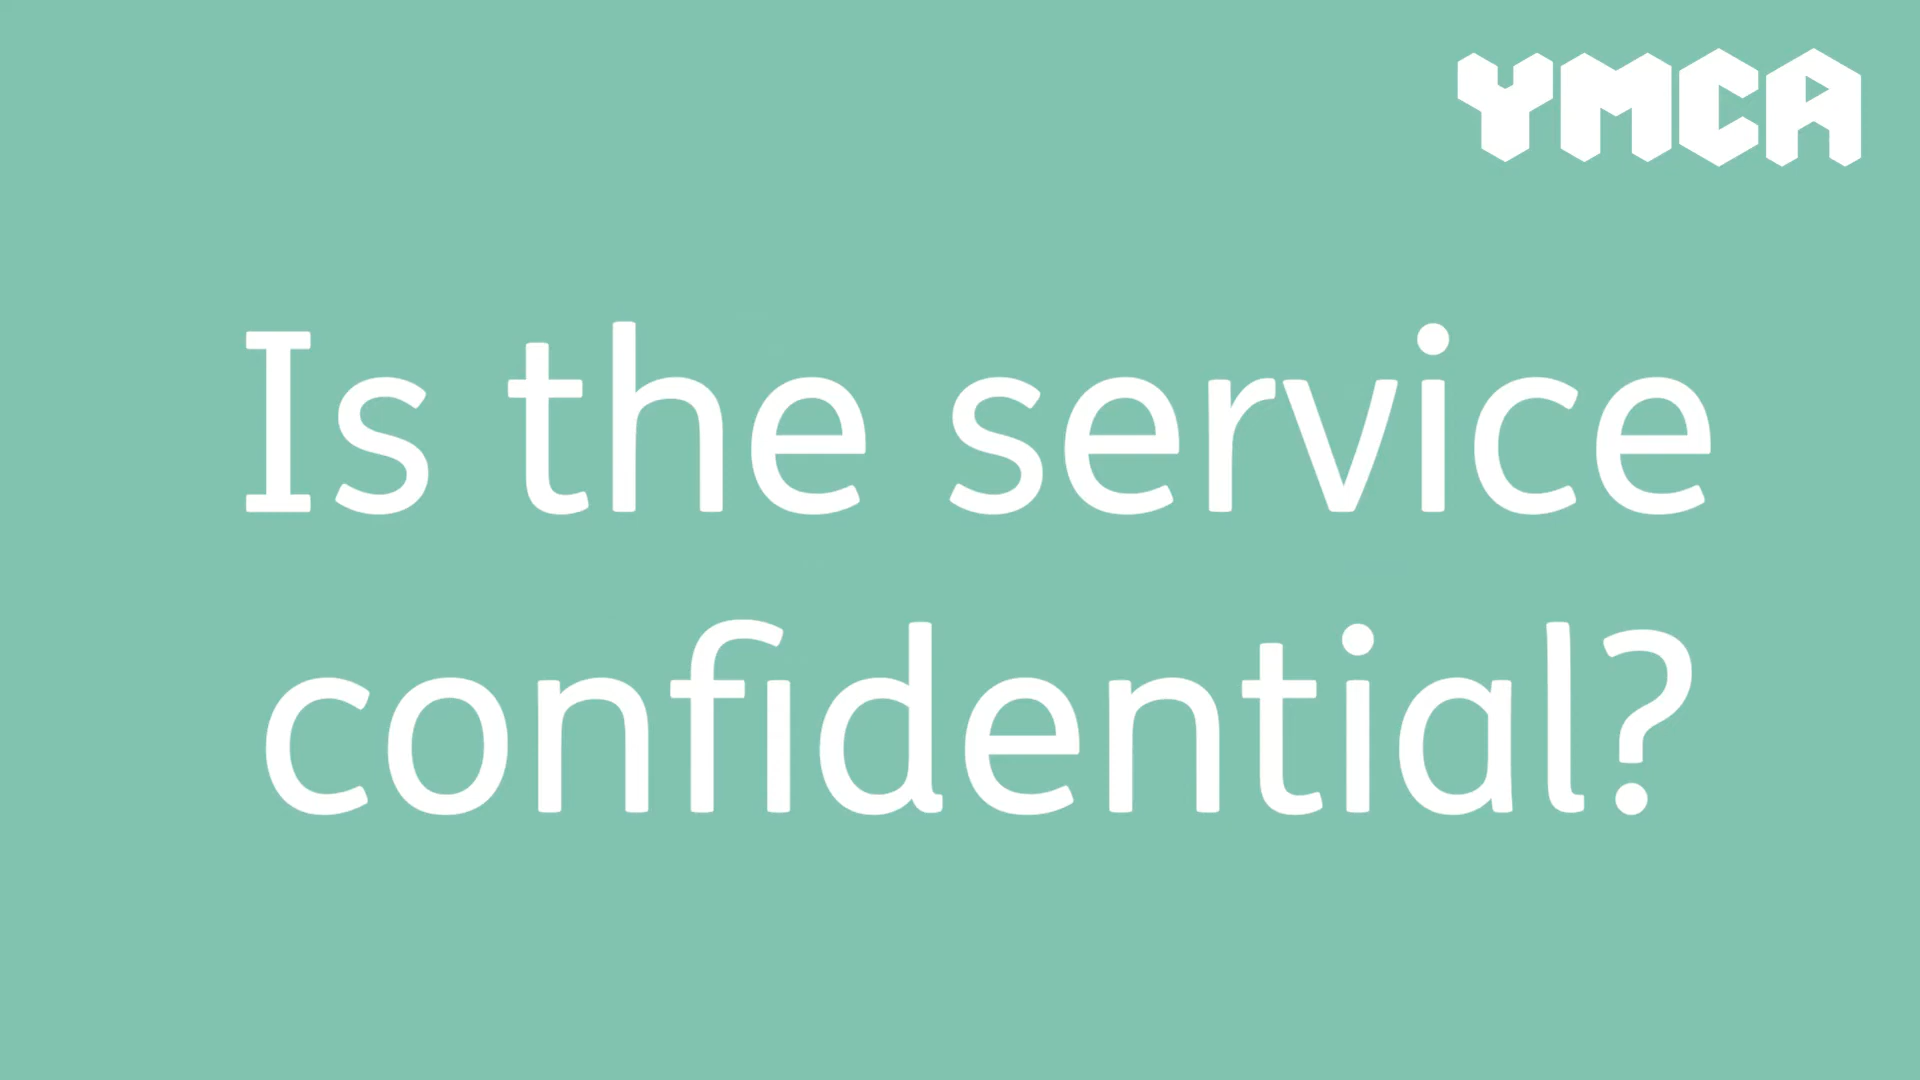 YMCA
Is the service
confidential?